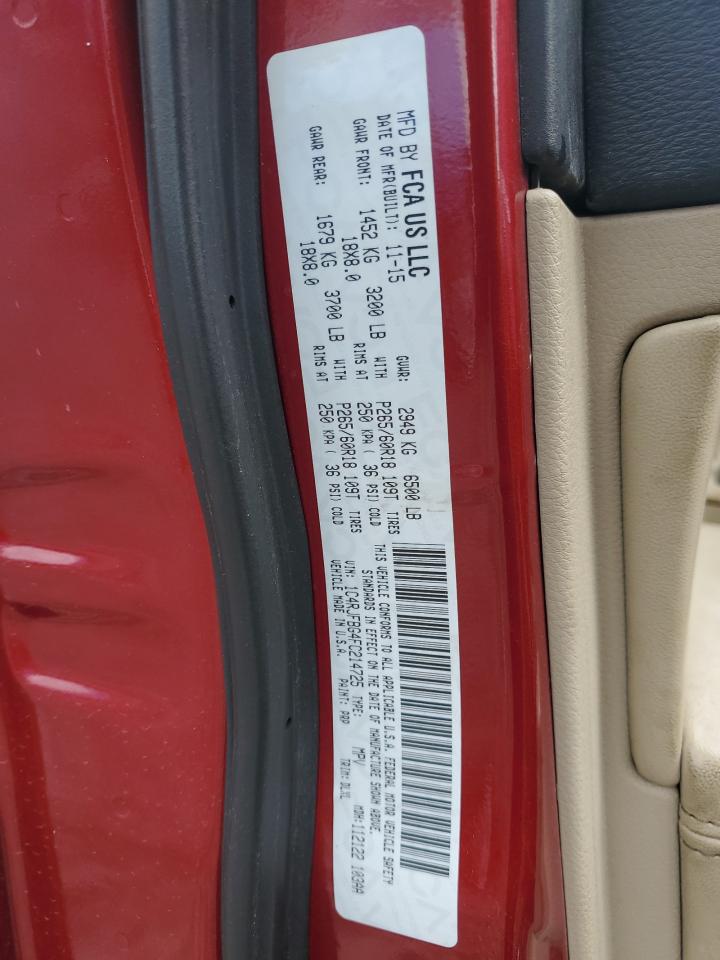 MFD BY FCA US LLC
DATE OF MFR(BUILT): 11-15 GVWR: 2949 KG 6500 LB
GAWR FRONT: 1452 KG 3200 LB WITH P265/60R18 109T TIRES
18X8.0 RIMS AT 250 KPA ( 36 PSI) COLD
GAWR REAR: 1679 KG 3700 LB WITH P265/60R18 109T TIRES
18X8.0 RIMS AT 250 KPA ( 36 PSI) COLD
THIS VEHICLE CONFORMS TO ALL APPLICABLE U.S.A. FEDERAL MOTOR VEHICLE SAFETY
STANDARDS IN EFFECT ON THE DATE OF MANUFACTURE SHOWN ABOVE.
VIN: 1C4RJFBG4FC214725 TYPE: MPV MDH:112122 103AA
VEHICLE MADE IN U.S.A. PAINT: PRP TRIM: DLXL